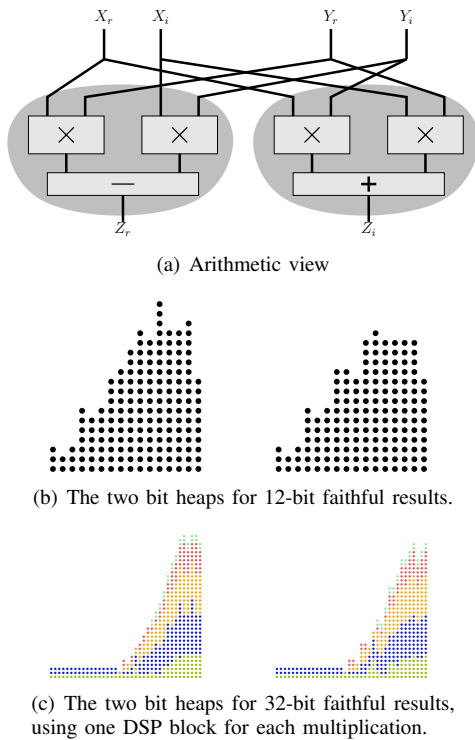 X_r X_i Y_r Y_i
× × × ×
— +
Z_r Z_i
(a) Arithmetic view
(b) The two bit heaps for 12-bit faithful results.
(c) The two bit heaps for 32-bit faithful results,
using one DSP block for each multiplication.